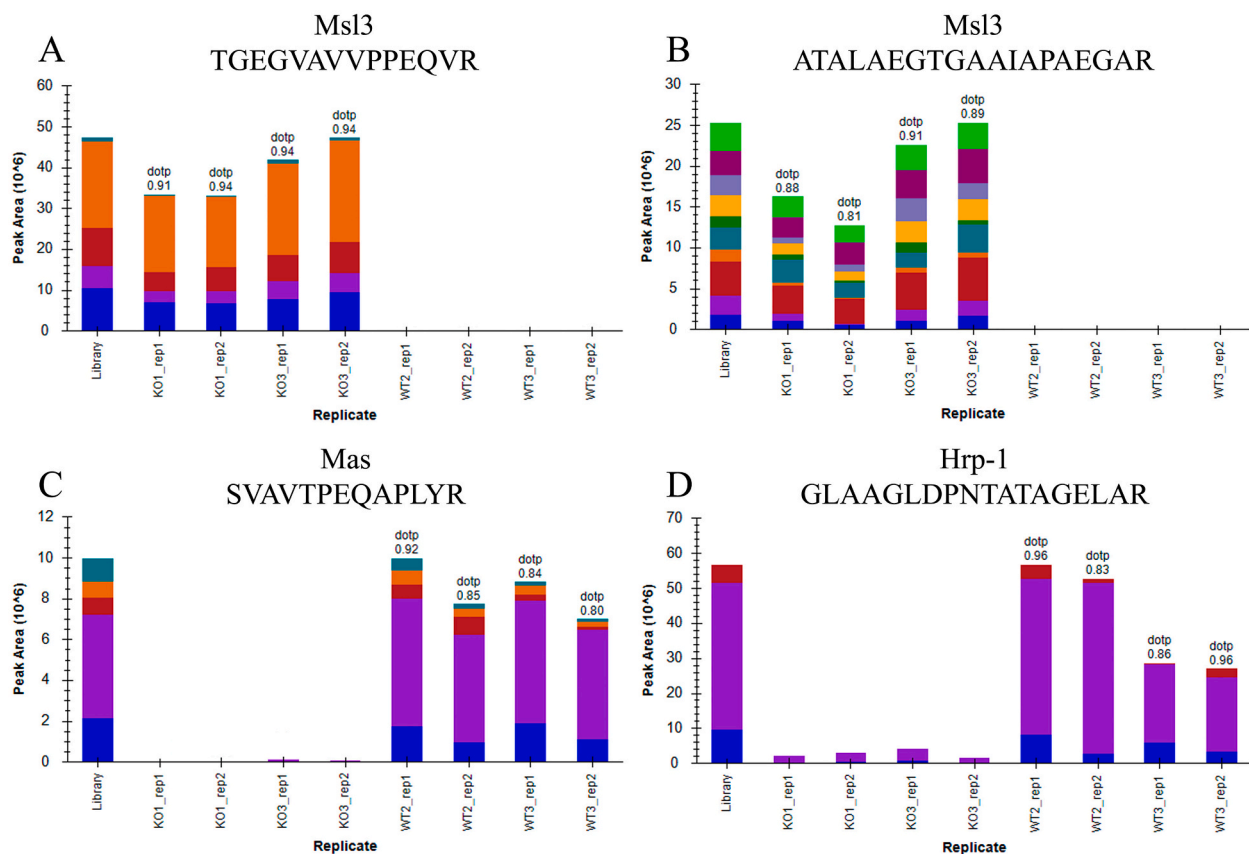 A
Msl3
TGEGVAVVPPEQVR
Peak Area (10^6)
60
50
40
30
20
10
0
dotp
0.91
dotp
0.94
dotp
0.94
dotp
0.94
Library
KO1_rep1
KO1_rep2
KO3_rep1
KO3_rep2
WT2_rep1
WT2_rep2
WT3_rep1
WT3_rep2
Replicate
B
Msl3
ATALAEGTGAAIAPAEGAR
Peak Area (10^6)
30
25
20
15
10
5
0
dotp
0.88
dotp
0.81
dotp
0.91
dotp
0.89
Library
KO1_rep1
KO1_rep2
KO3_rep1
KO3_rep2
WT2_rep1
WT2_rep2
WT3_rep1
WT3_rep2
Replicate
C
Mas
SVAVTPEQAPLYR
Peak Area (10^6)
12
10
8
6
4
2
0
dotp
0.92
dotp
0.85
dotp
0.84
dotp
0.80
Library
KO1_rep1
KO1_rep2
KO3_rep1
KO3_rep2
WT2_rep1
WT2_rep2
WT3_rep1
WT3_rep2
Replicate
D
Hrp-1
GLAAGLDPNTATAGELAR
Peak Area (10^6)
70
60
50
40
30
20
10
0
dotp
0.96
dotp
0.83
dotp
0.86
dotp
0.96
Library
KO1_rep1
KO1_rep2
KO3_rep1
KO3_rep2
WT2_rep1
WT2_rep2
WT3_rep1
WT3_rep2
Replicate